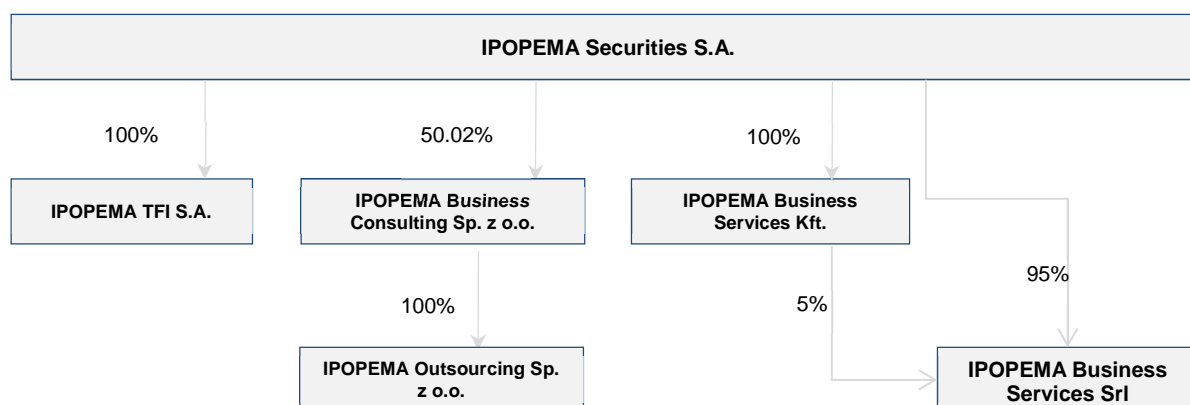 IPOPEMA Securities S.A.
100%
50.02%
100%
IPOPEMA TFI S.A.
IPOPEMA Business
Consulting Sp. z o.o.
IPOPEMA Business
Services Kft.
100%
5%
95%
IPOPEMA Outsourcing Sp.
z o.o.
IPOPEMA Business
Services Srl